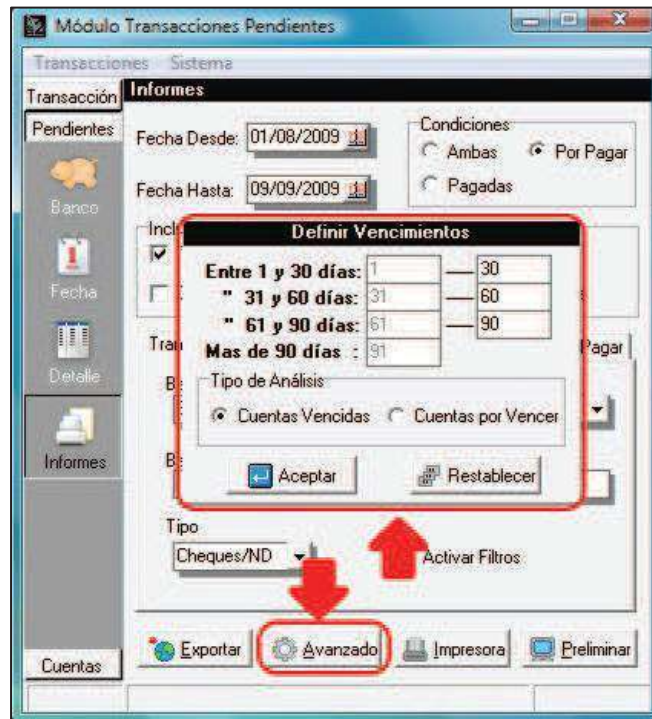 Módulo Transacciones Pendientes
Transacciones Sistema
Transacción
Informes
Pendientes
Fecha Desde: 01/08/2009
Condiciones
Ambas
Por Pagar
Banco
Fecha Hasta: 09/09/2009
Pagadas
Incl
Definir Vencimientos
Entre 1 y 30 días: 1 — 30
" 31 y 60 días: 31 — 60
" 61 y 90 días: 61 — 90
Mas de 90 días : 91
Fecha
Tran
Pagar
Detalle
Tipo de Análisis
Cuentas Vencidas
Cuentas por Vencer
Informes
Aceptar
Restablecer
Tipo
Cheques/ND
Activar Filtros
Exportar
Avanzado
Impresora
Preliminar
Cuentas